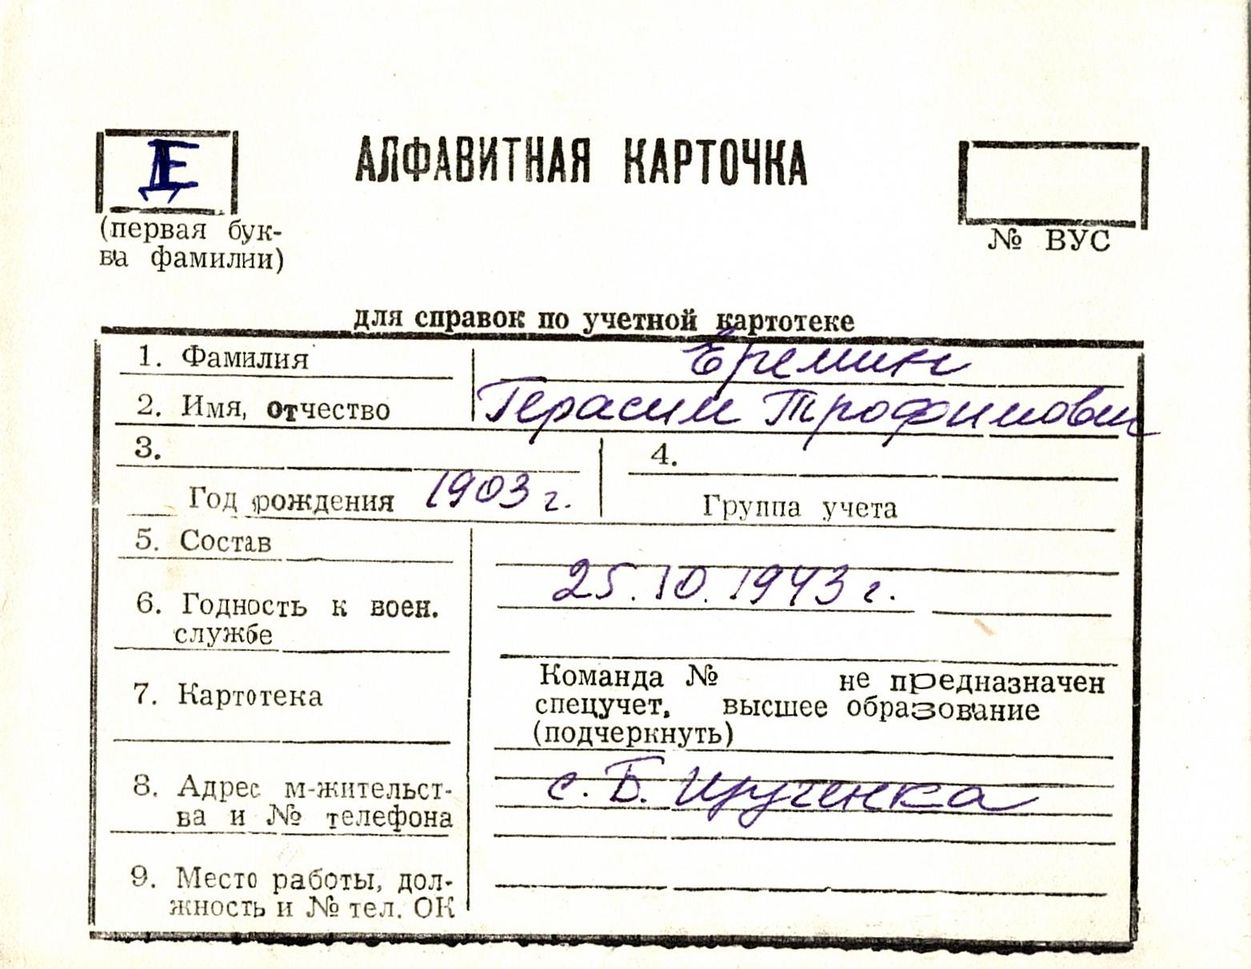 Е
АЛФАВИТНАЯ КАРТОЧКА
(первая бук-
ва фамилии)
№ ВУС
для справок по учетной картотеке
1. Фамилия Еремин
2. Имя, отчество Герасим Трофимович
3. 4.
Год рождения 1903 г. Группа учета
5. Состав
25.10.1943 г.
6. Годность к воен.
службе
7. Картотека
Команда № не предназначен
спецучет, высшее образование
(подчеркнуть)
8. Адрес м-жительст-
ва и № телефона
с. Б.
9. Место работы, дол-
жность и № тел. ОК